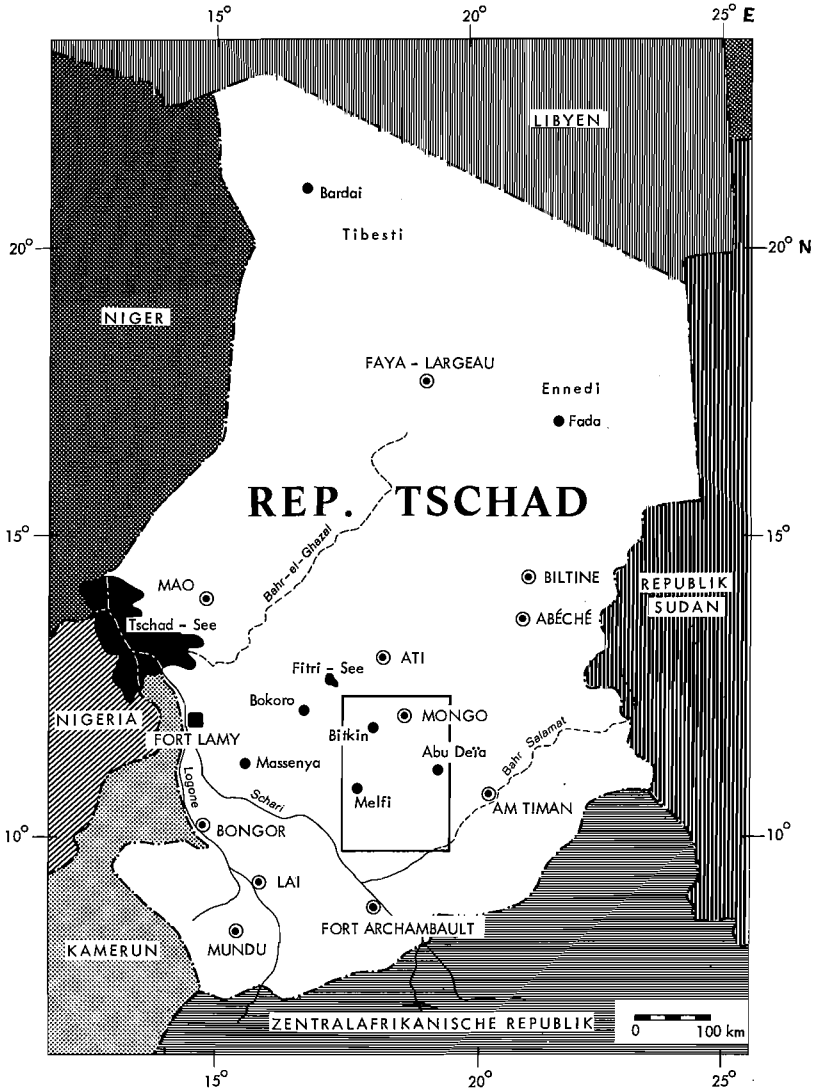 15° 20° 25° E
LIBYEN
Bardai
Tibesti
20° 20° N
NIGER
FAYA - LARGEAU
Ennedi
Fada
REP. TSCHAD
Bahr-el-Ghazal
15° 15°
MAO
BILTINE
REPUBLIK
SUDAN
ABÉCHÉ
Tschad - See
ATI
Fitri - See
Bokoro
MONGO
NIGERIA
Bitkin
FORT LAMY
Abu Deïa
Bahr Salamat
Massenya
Logone
Schari
Melfi
AM TIMAN
BONGOR
10° 10°
LAI
FORT ARCHAMBAULT
KAMERUN
MUNDU
ZENTRALAFRIKANISCHE REPUBLIK
0 100 km
15° 20° 25°